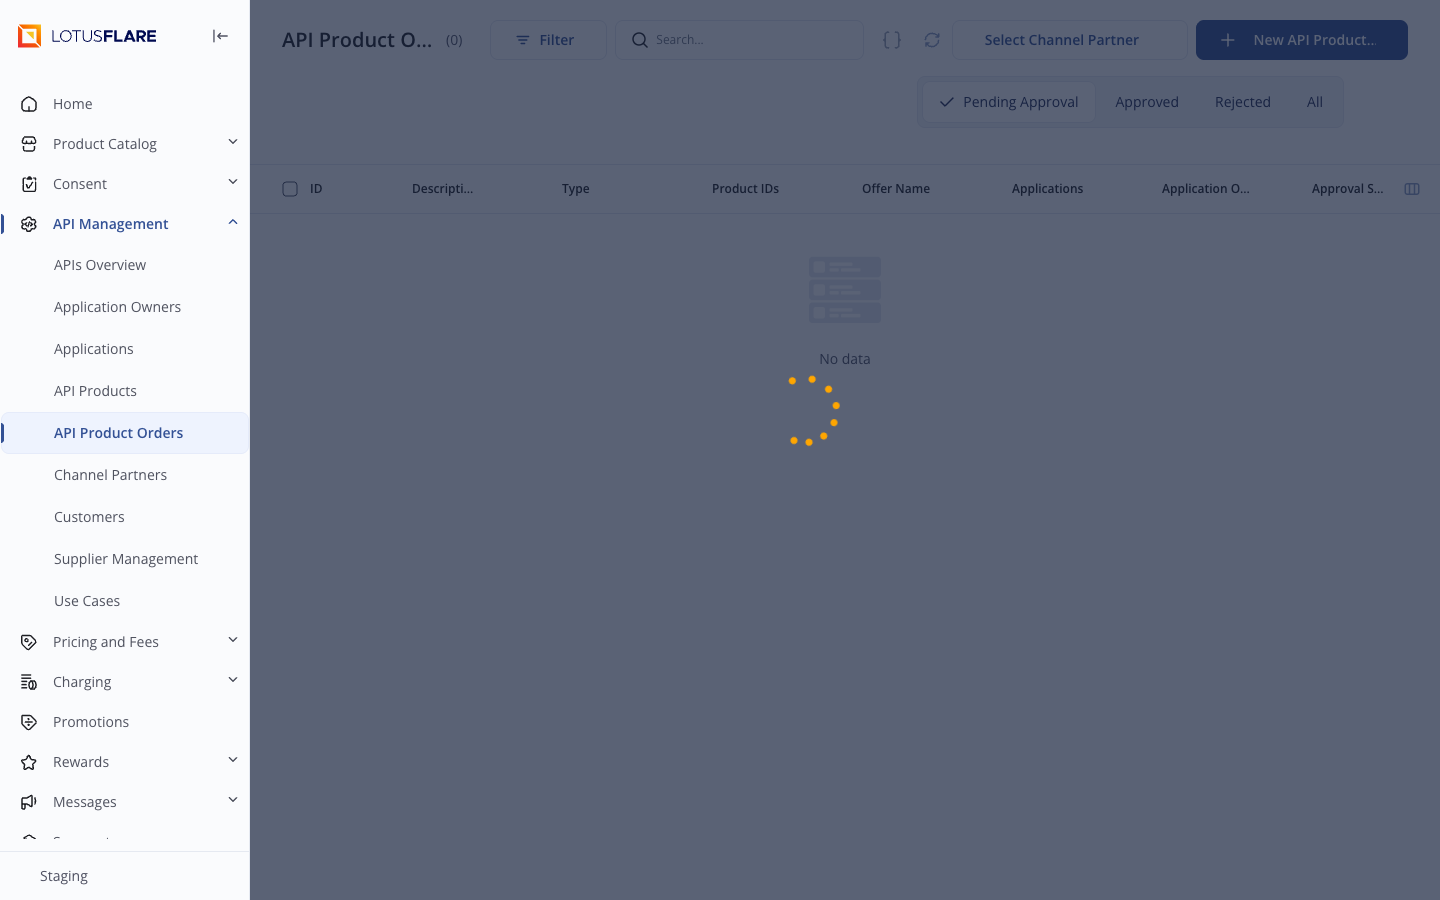 LOTUSFLARE
Home
Product Catalog
Consent
API Management
APIs Overview
Application Owners
Applications
API Products
API Product Orders
Channel Partners
Customers
Supplier Management
Use Cases
Pricing and Fees
Charging
Promotions
Rewards
Messages
Staging
API Product O... (0)
Filter
Search...
Select Channel Partner
New API Product...
Pending Approval
Approved
Rejected
All
ID Descripti... Type Product IDs Offer Name Applications Application O... Approval S...
No data